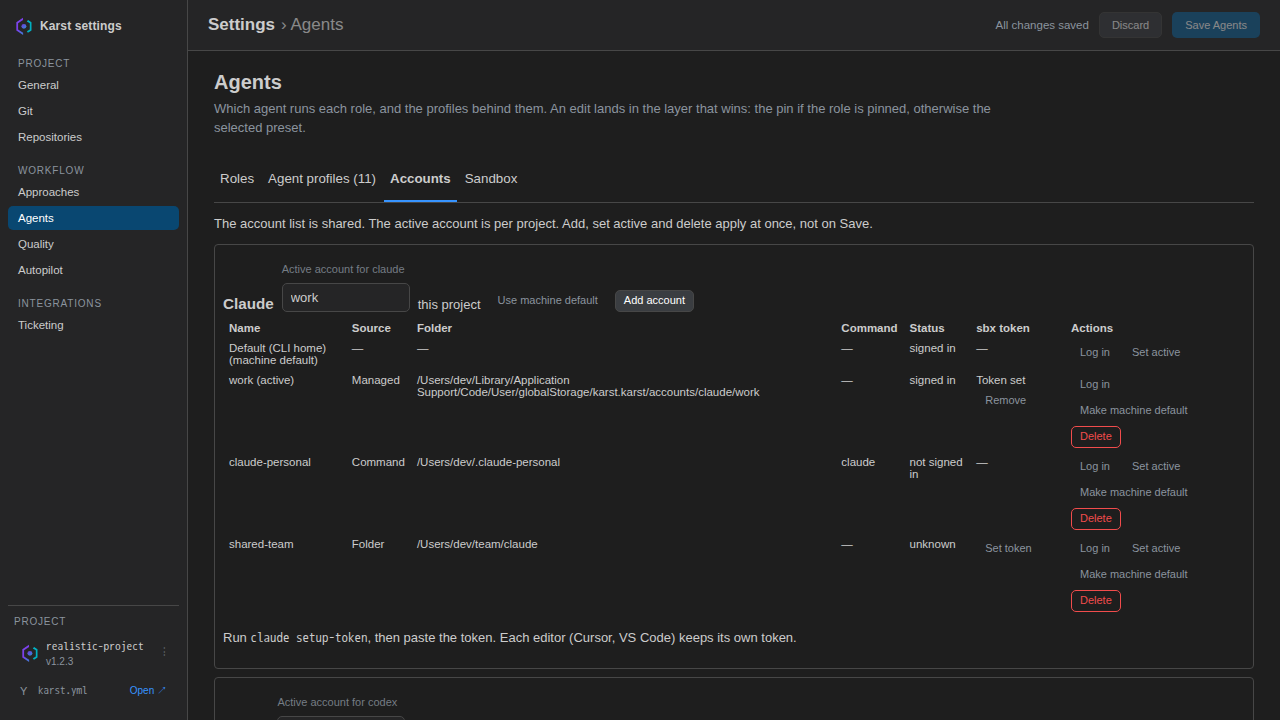 Karst settings
Settings › Agents
All changes saved
Discard
Save Agents
PROJECT
General
Git
Repositories
WORKFLOW
Approaches
Agents
Quality
Autopilot
INTEGRATIONS
Ticketing
PROJECT
realistic-project
v1.2.3
⋮
Y karst.yml
Open ↗
Agents
Which agent runs each role, and the profiles behind them. An edit lands in the layer that wins: the pin if the role is pinned, otherwise the
selected preset.
Roles Agent profiles (11) Accounts Sandbox
The account list is shared. The active account is per project. Add, set active and delete apply at once, not on Save.
Active account for claude
Claude work this project Use machine default Add account
Name Source Folder Command Status sbx token Actions
Default (CLI home) — — — signed in — Log in Set active
(machine default)
work (active) Managed /Users/dev/Library/Application — signed in Token set Log in
Support/Code/User/globalStorage/karst.karst/accounts/claude/work
Remove
Make machine default
Delete
claude-personal Command /Users/dev/.claude-personal claude not signed — Log in Set active
in
Make machine default
Delete
shared-team Folder /Users/dev/team/claude — unknown Set token Log in Set active
Make machine default
Delete
Run claude setup-token, then paste the token. Each editor (Cursor, VS Code) keeps its own token.
Active account for codex